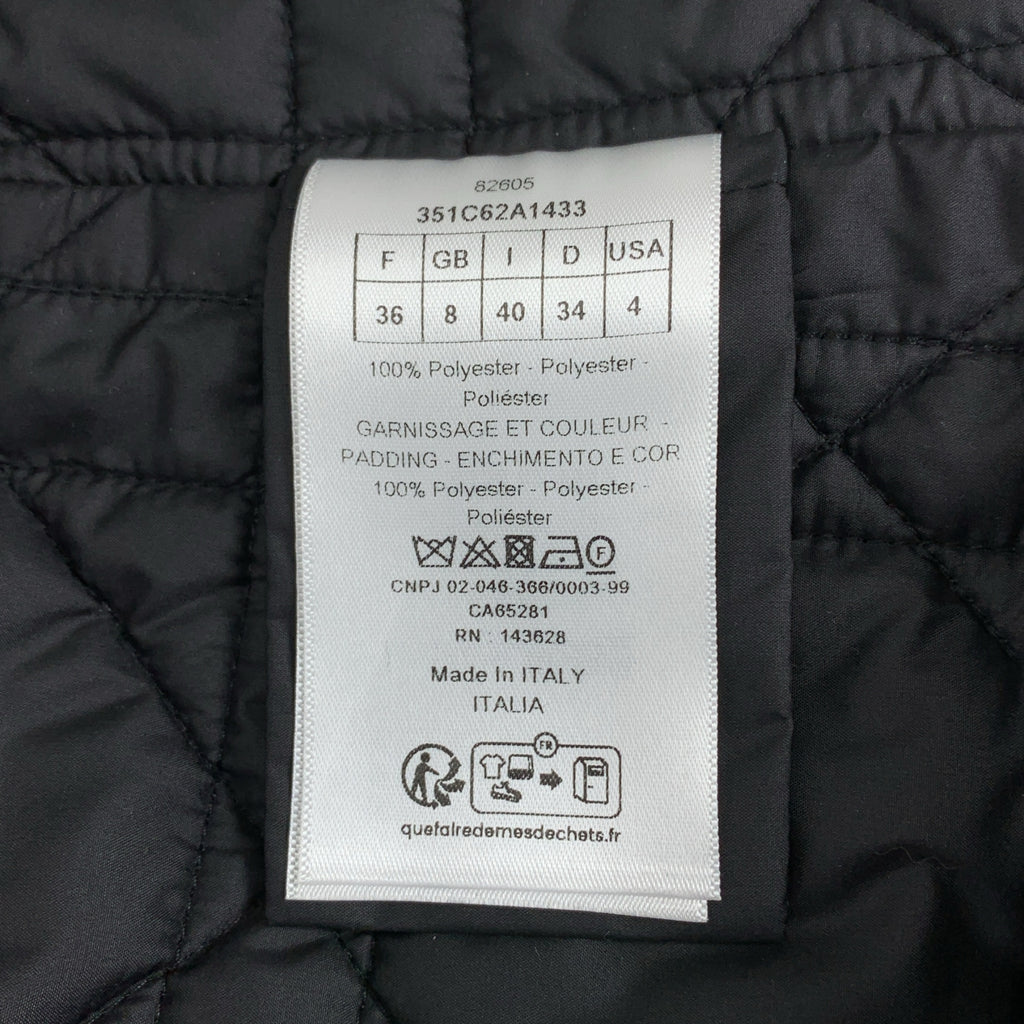 82605
351C62A1433
F GB I D USA
36 8 40 34 4
100% Polyester - Polyester -
Poliéster
GARNISSAGE ET COULEUR -
PADDING - ENCHIMENTO E COR
100% Polyester - Polyester -
Poliéster
F
CNPJ 02-046-366/0003-99
CA65281
RN : 143628
Made In ITALY
ITALIA
FR
quefairedemesdechets.fr